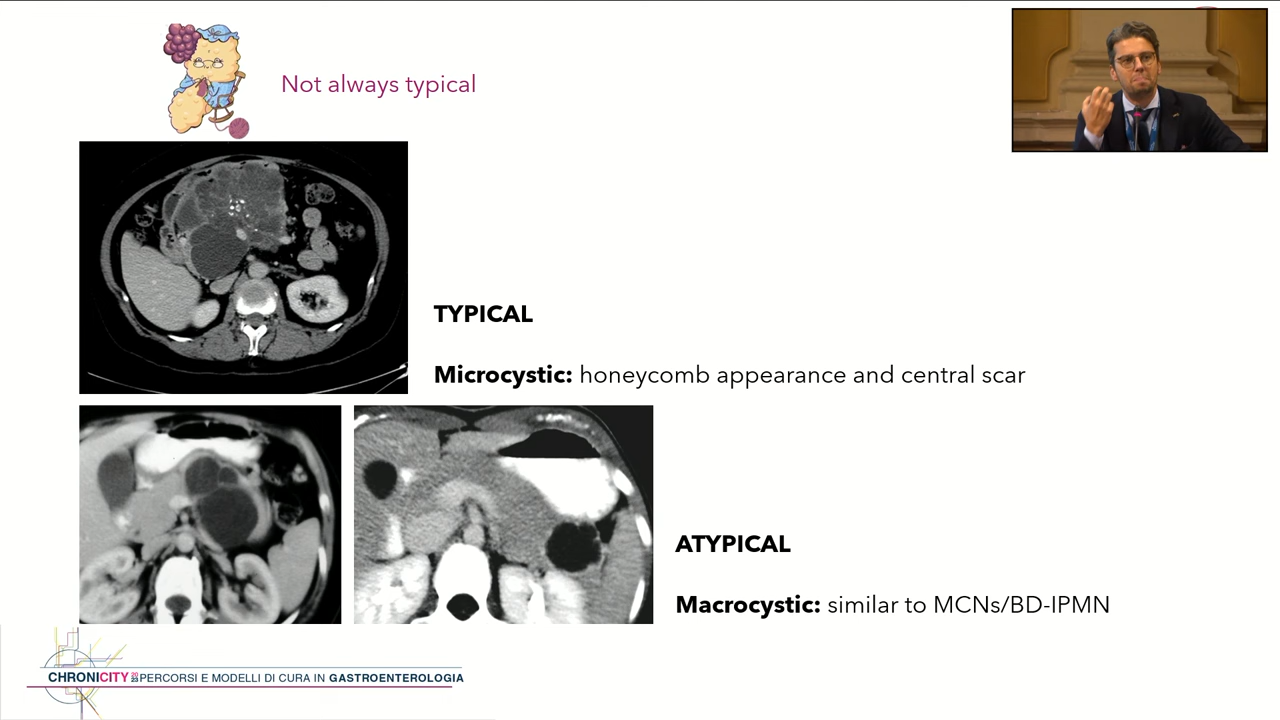 Not always typical
TYPICAL
Microcystic: honeycomb appearance and central scar
ATYPICAL
Macrocystic: similar to MCNs/BD-IPMN
CHRONICITY 2023 PERCORSI E MODELLI DI CURA IN GASTROENTEROLOGIA